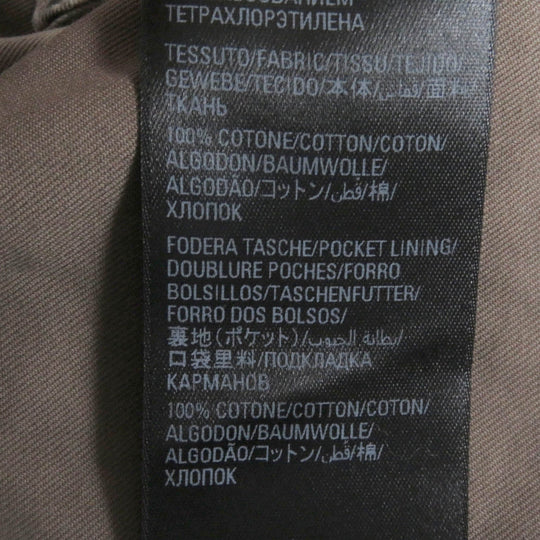 ТЕТРАХЛОРЭТИЛЕНА
TESSUTO/FABRIC/TISSU/TEJIDO/
GEWEBE/TECIDO/本体/قماش/面料/
ТКАНЬ
100% COTONE/COTTON/COTON/
ALGODON/BAUMWOLLE/
ALGODÃO/コットン/قطن/棉/
ХЛОПОК
FODERA TASCHE/POCKET LINING/
DOUBLURE POCHES/FORRO
BOLSILLOS/TASCHENFUTTER/
FORRO DOS BOLSOS/
裏地(ポケット)/بطانة الجيوب/
口袋里料/ПОДКЛАДКА
КАРМАНОВ
100% COTONE/COTTON/COTON/
ALGODON/BAUMWOLLE/
ALGODÃO/コットン/قطن/棉/
ХЛОПОК